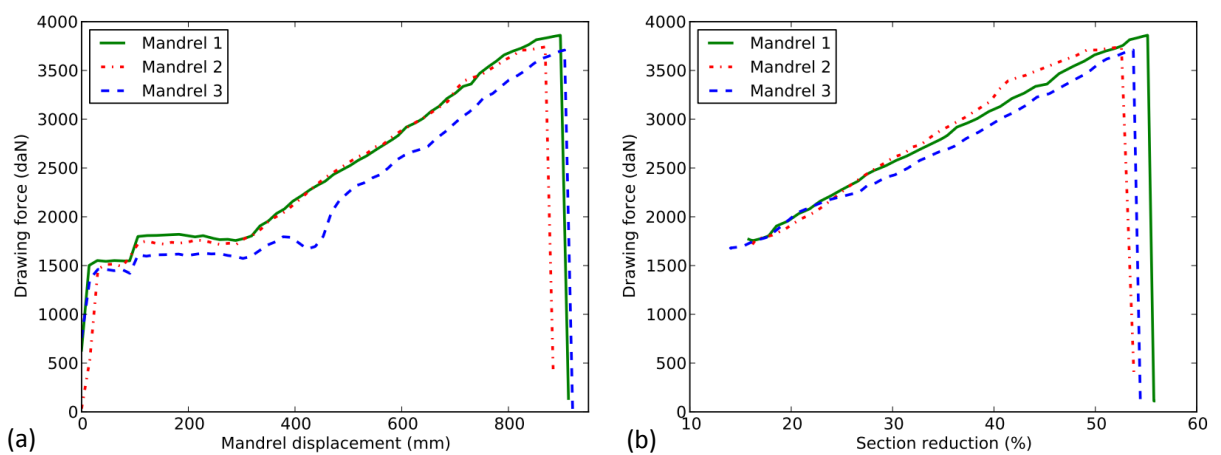 4000
3500
3000
2500
2000
1500
1000
500
0
Drawing force (daN)
Mandrel 1
Mandrel 2
Mandrel 3
0 200 400 600 800
Mandrel displacement (mm)
(a)
4000
3500
3000
2500
2000
1500
1000
500
0
Drawing force (daN)
Mandrel 1
Mandrel 2
Mandrel 3
10 20 30 40 50 60
Section reduction (%)
(b)